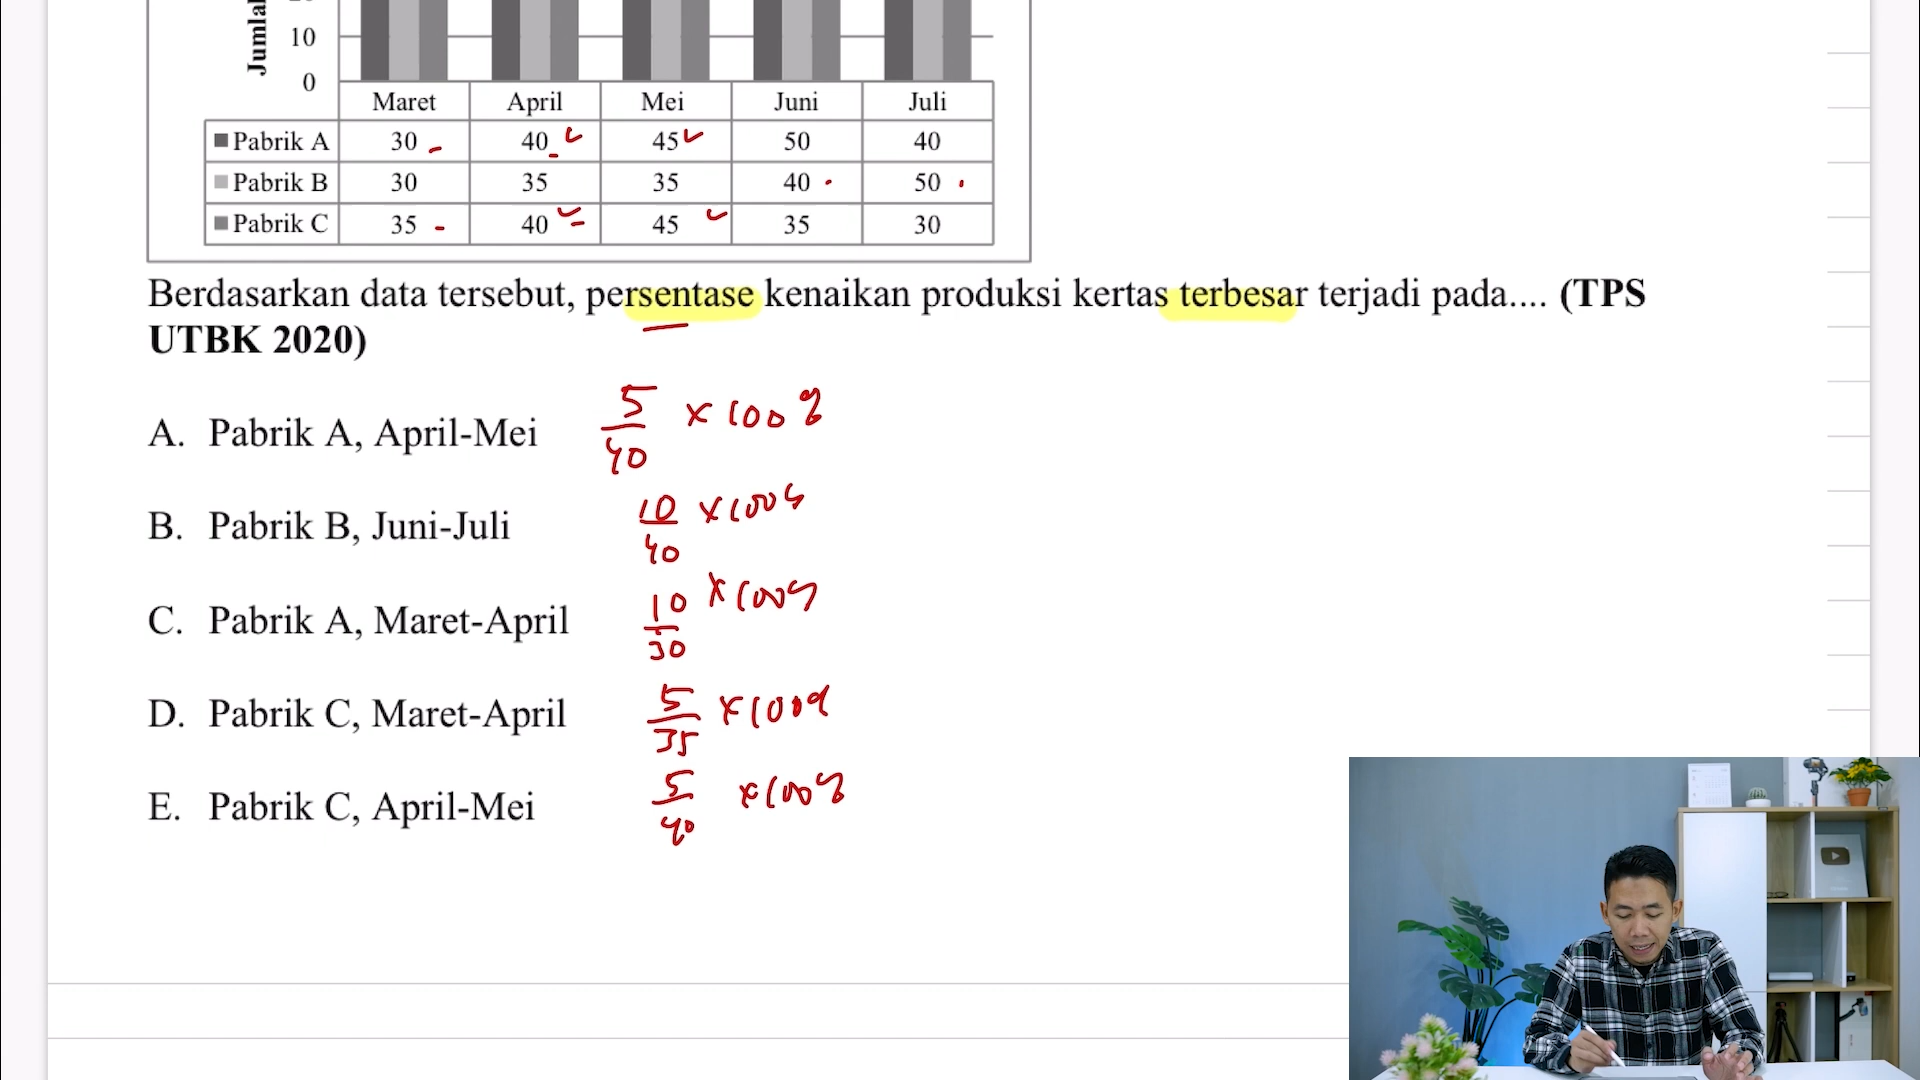 Jumlah
10
0
Maret April Mei Juni Juli
Pabrik A 30 40 45 50 40
Pabrik B 30 35 35 40 50
Pabrik C 35 40 45 35 30
Berdasarkan data tersebut, persentase kenaikan produksi kertas terbesar terjadi pada.... (TPS
UTBK 2020)
A. Pabrik A, April-Mei 5/40 x 100%
B. Pabrik B, Juni-Juli 10/40 x 100%
C. Pabrik A, Maret-April 10/30 x 100%
D. Pabrik C, Maret-April 5/35 x 100%
E. Pabrik C, April-Mei 5/40 x 100%